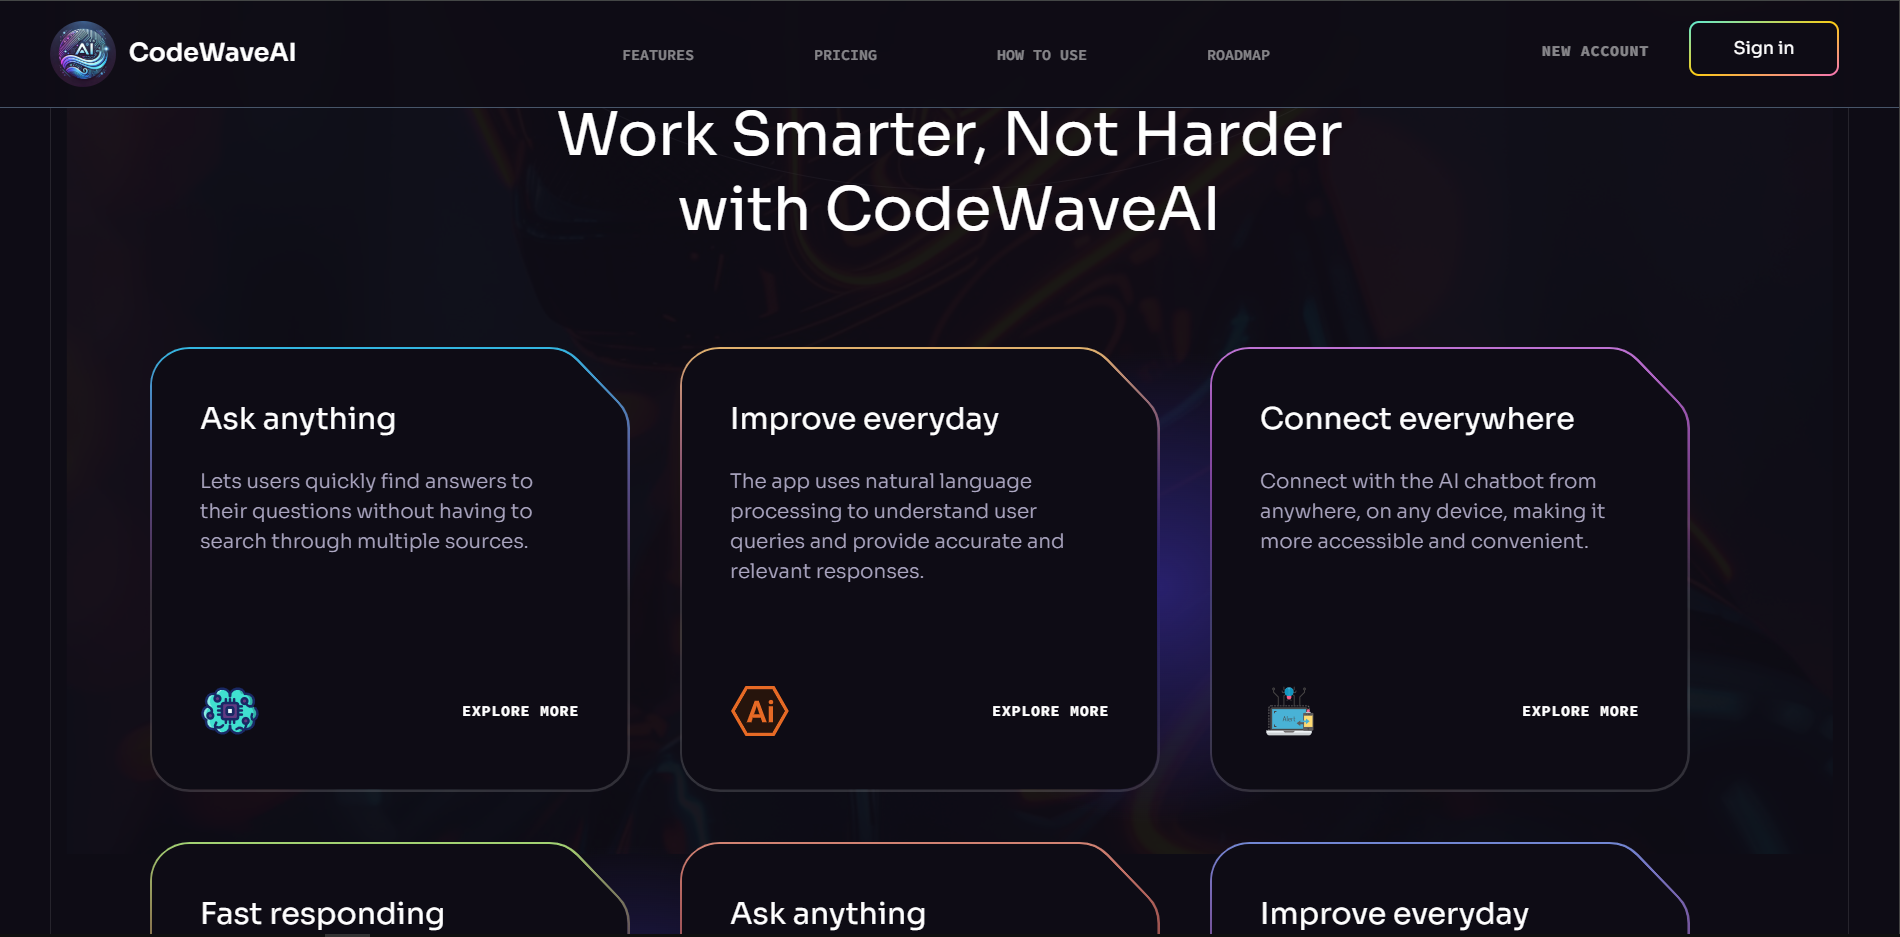 CodeWaveAI
FEATURES
PRICING
HOW TO USE
ROADMAP
NEW ACCOUNT
Sign in
Work Smarter, Not Harder
with CodeWaveAI
Ask anything
Lets users quickly find answers to
their questions without having to
search through multiple sources.
EXPLORE MORE
Improve everyday
The app uses natural language
processing to understand user
queries and provide accurate and
relevant responses.
Ai
EXPLORE MORE
Connect everywhere
Connect with the AI chatbot from
anywhere, on any device, making it
more accessible and convenient.
Alert
EXPLORE MORE
Fast responding
Ask anything
Improve everyday
AI